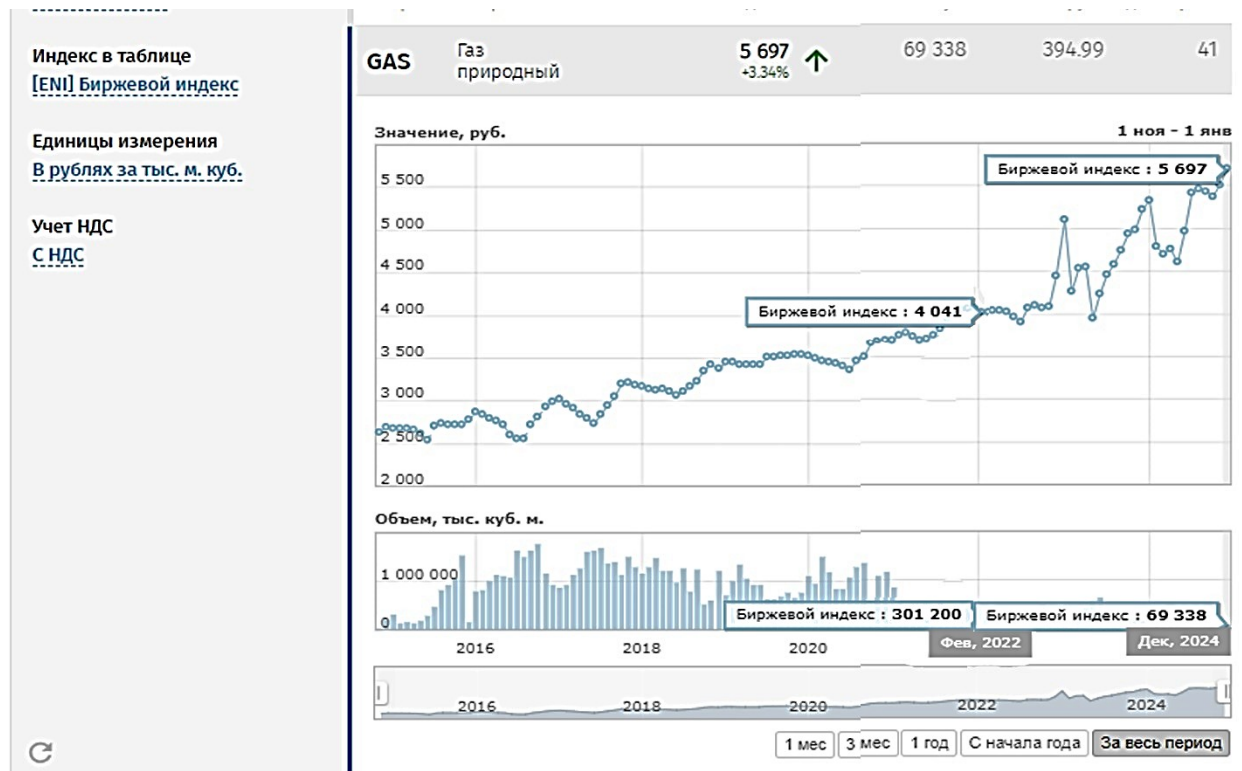 Индекс в таблице
[ENI] Биржевой индекс
Единицы измерения
В рублях за тыс. м. куб.
Учет НДС
С НДС
GAS Газ природный 5 697 +3.34% 69 338 394.99 41
Значение, руб. 1 ноя - 1 янв
5 500
5 000
4 500
4 000
3 500
3 000
2 500
2 000
Биржевой индекс : 5 697
Биржевой индекс : 4 041
Объем, тыс. куб. м.
1 000 000
0
Биржевой индекс : 301 200
Биржевой индекс : 69 338
2016 2018 2020 Фев, 2022 Дек, 2024
2016 2018 2020 2022 2024
1 мес 3 мес 1 год С начала года За весь период